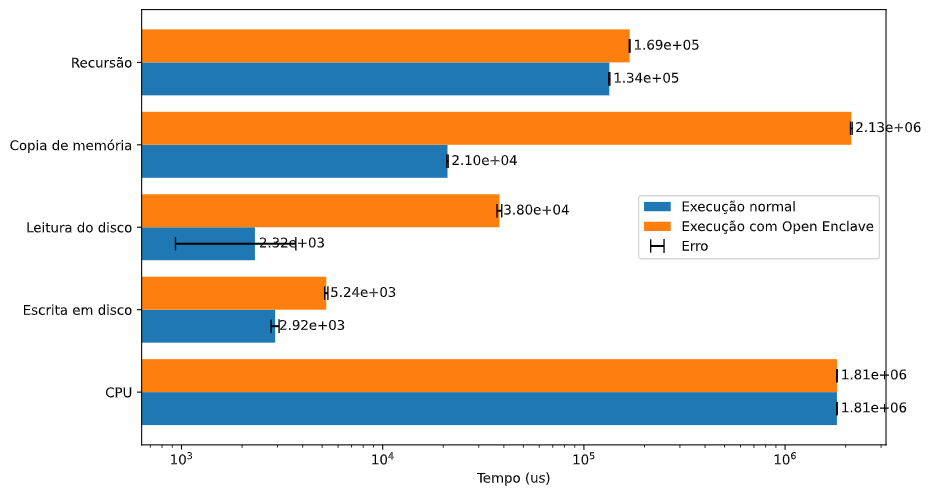 Recursão
1.69e+05
1.34e+05
Copia de memória
2.13e+06
2.10e+04
Leitura do disco
3.80e+04
2.32e+03
Execução normal
Execução com Open Enclave
Erro
Escrita em disco
5.24e+03
2.92e+03
CPU
1.81e+06
1.81e+06
10³ 10⁴ 10⁵ 10⁶
Tempo (us)